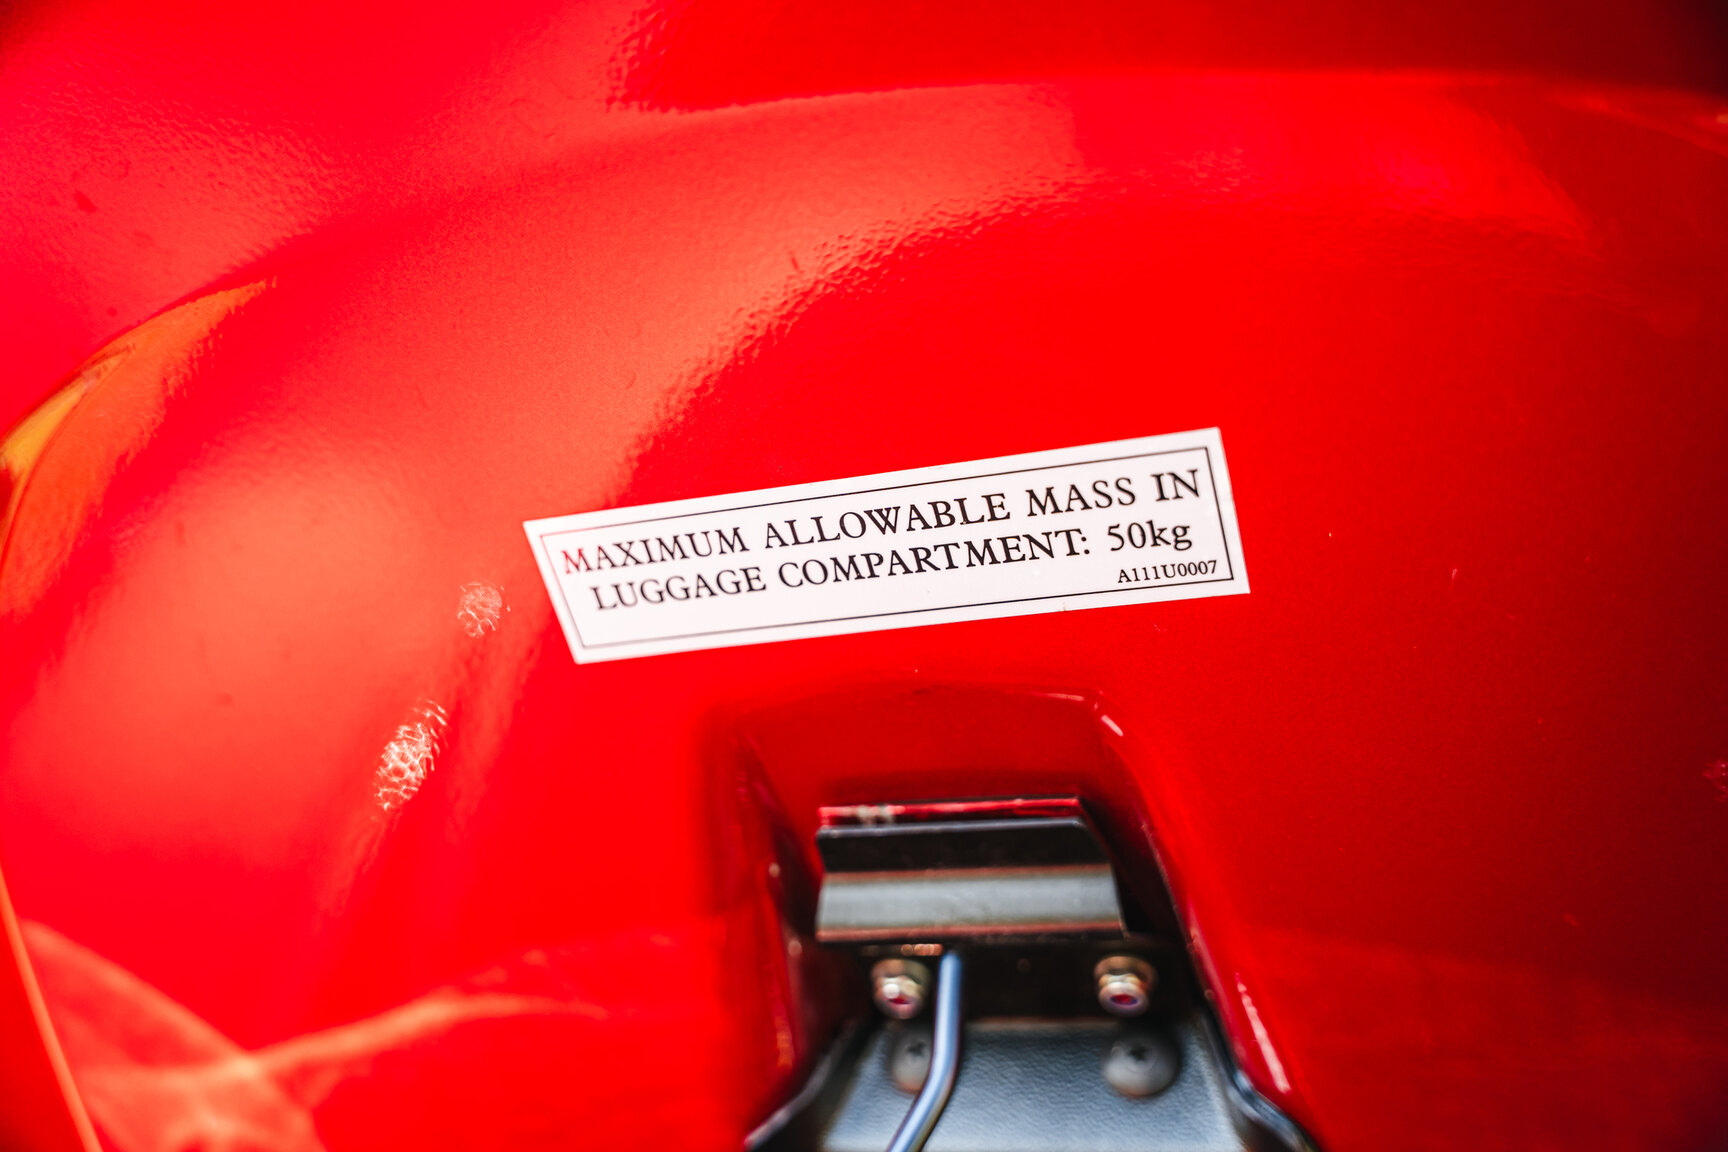 MAXIMUM ALLOWABLE MASS IN
LUGGAGE COMPARTMENT: 50kg
A111U0007